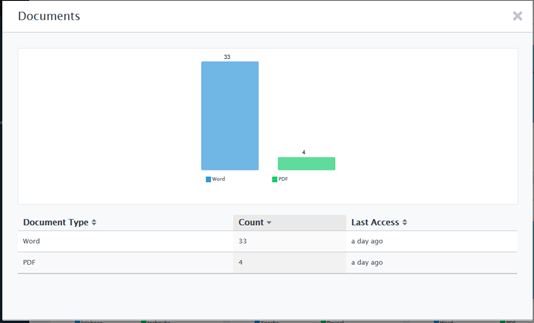 Documents
33
4
Word PDF
Document Type Count Last Access
Word 33 a day ago
PDF 4 a day ago